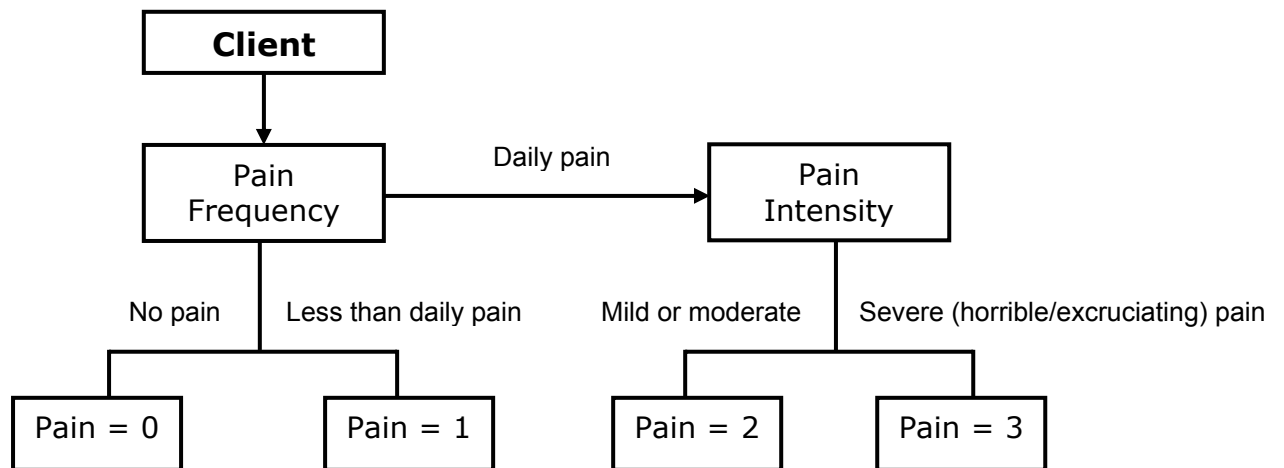 Client
Daily pain
Pain
Frequency
Pain
Intensity
No pain
Less than daily pain
Mild or moderate
Severe (horrible/excruciating) pain
Pain = 0
Pain = 1
Pain = 2
Pain = 3